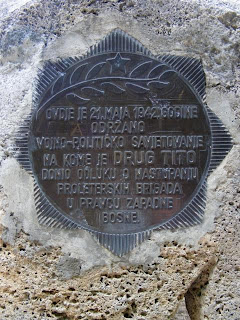 OVDJE JE 21. MAJA 1942. GODINE
ODRŽANO
VOJNO-POLITIČKO SAVJETOVANJE
NA KOME JE DRUG TITO
DONIO ODLUKU O NASTUPANJU
PROLETERSKIH BRIGADA
U PRAVCU ZAPADNE
BOSNE.